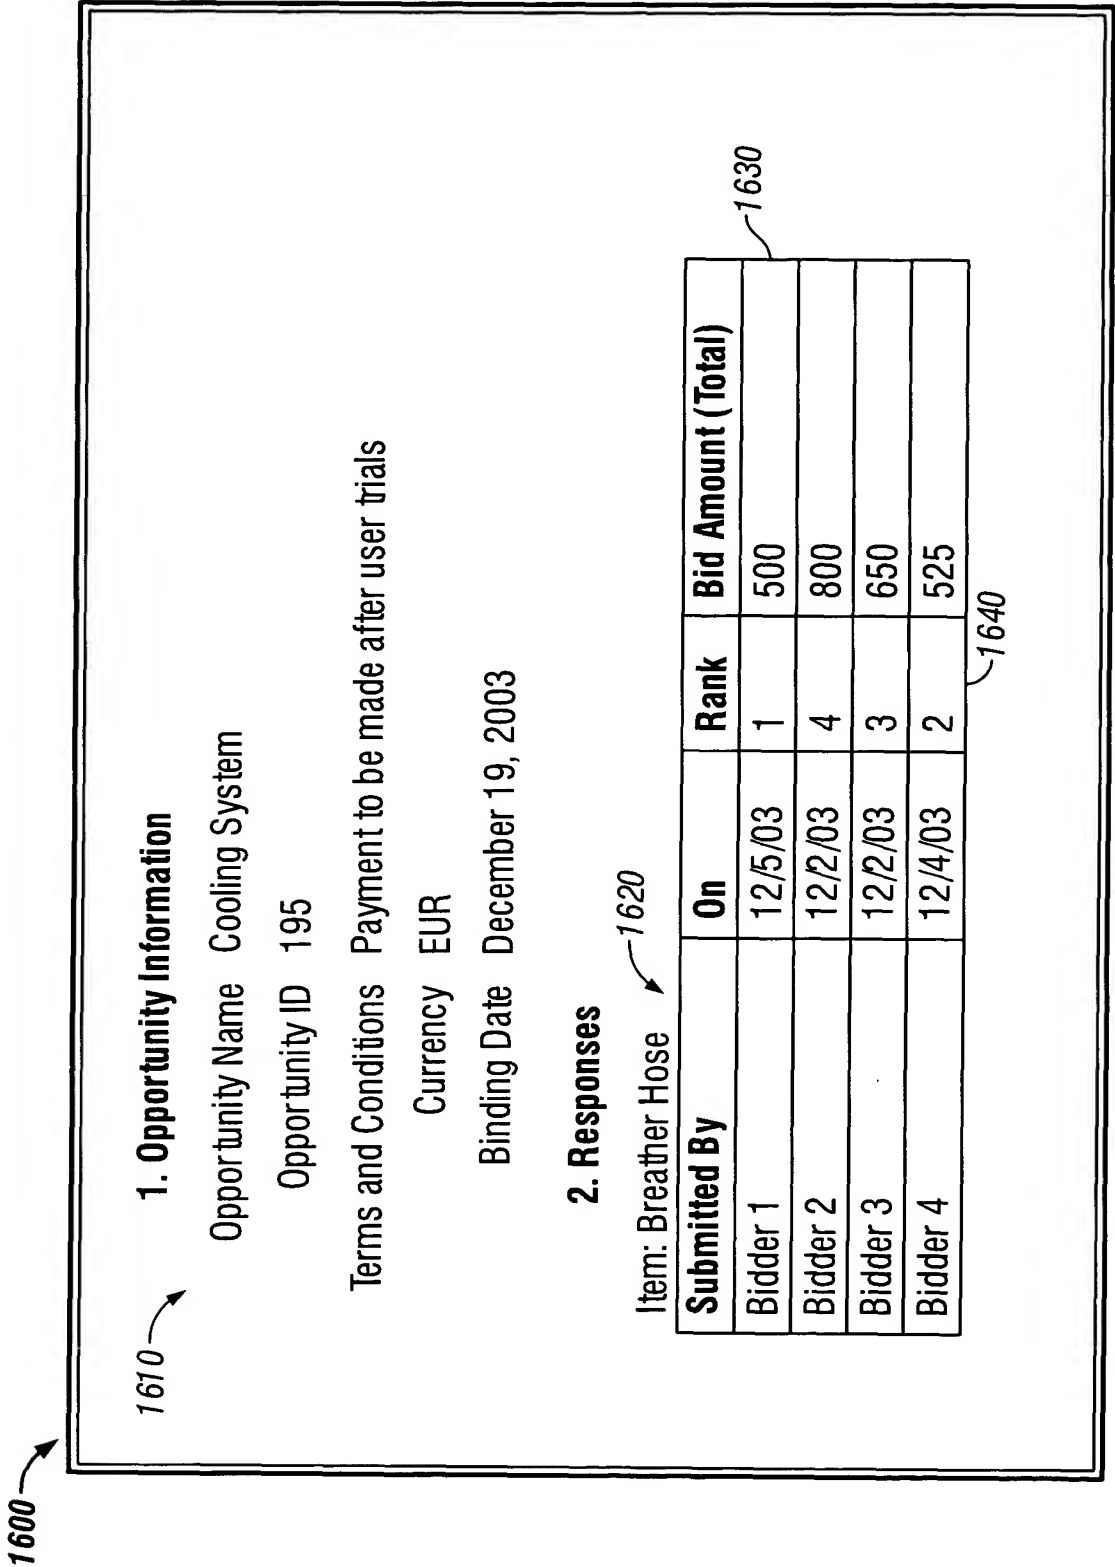 1600
1610
1. Opportunity Information
Opportunity Name Cooling System
Opportunity ID 195
Terms and Conditions Payment to be made after user trials
Currency EUR
Binding Date December 19, 2003
2. Responses
Item: Breather Hose
1620
Submitted By On Rank Bid Amount (Total)
Bidder 1 12/5/03 1 500
1630
Bidder 2 12/2/03 4 800
Bidder 3 12/2/03 3 650
Bidder 4 12/4/03 2 525
1640